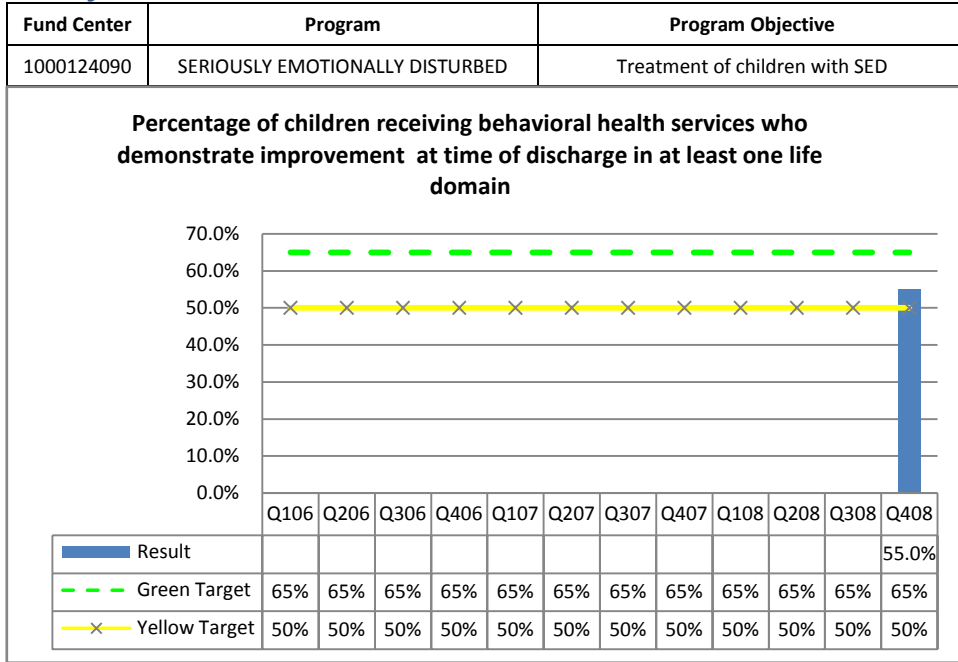 Fund Center Program Program Objective
1000124090 SERIOUSLY EMOTIONALLY DISTURBED Treatment of children with SED
Percentage of children receiving behavioral health services who
demonstrate improvement at time of discharge in at least one life
domain
70.0%
60.0%
50.0%
40.0%
30.0%
20.0%
10.0%
0.0%
Q106 Q206 Q306 Q406 Q107 Q207 Q307 Q407 Q108 Q208 Q308 Q408
Result 55.0%
Green Target 65% 65% 65% 65% 65% 65% 65% 65% 65% 65% 65% 65%
Yellow Target 50% 50% 50% 50% 50% 50% 50% 50% 50% 50% 50% 50%